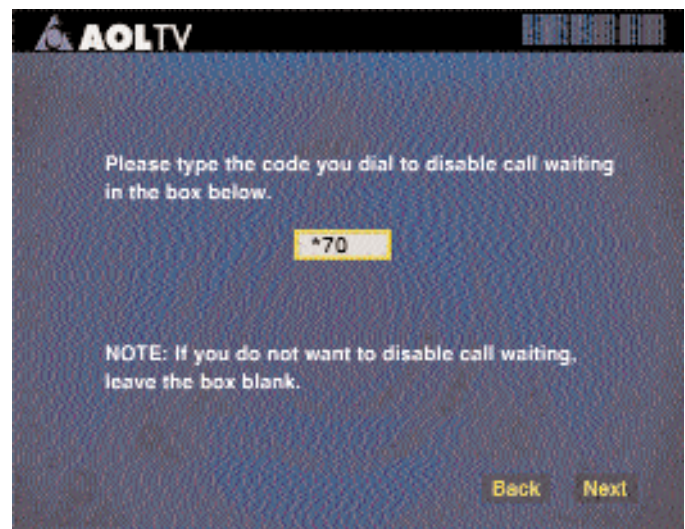 AOLTV
Please type the code you dial to disable call waiting
in the box below.
*70
NOTE: If you do not want to disable call waiting,
leave the box blank.
Back Next